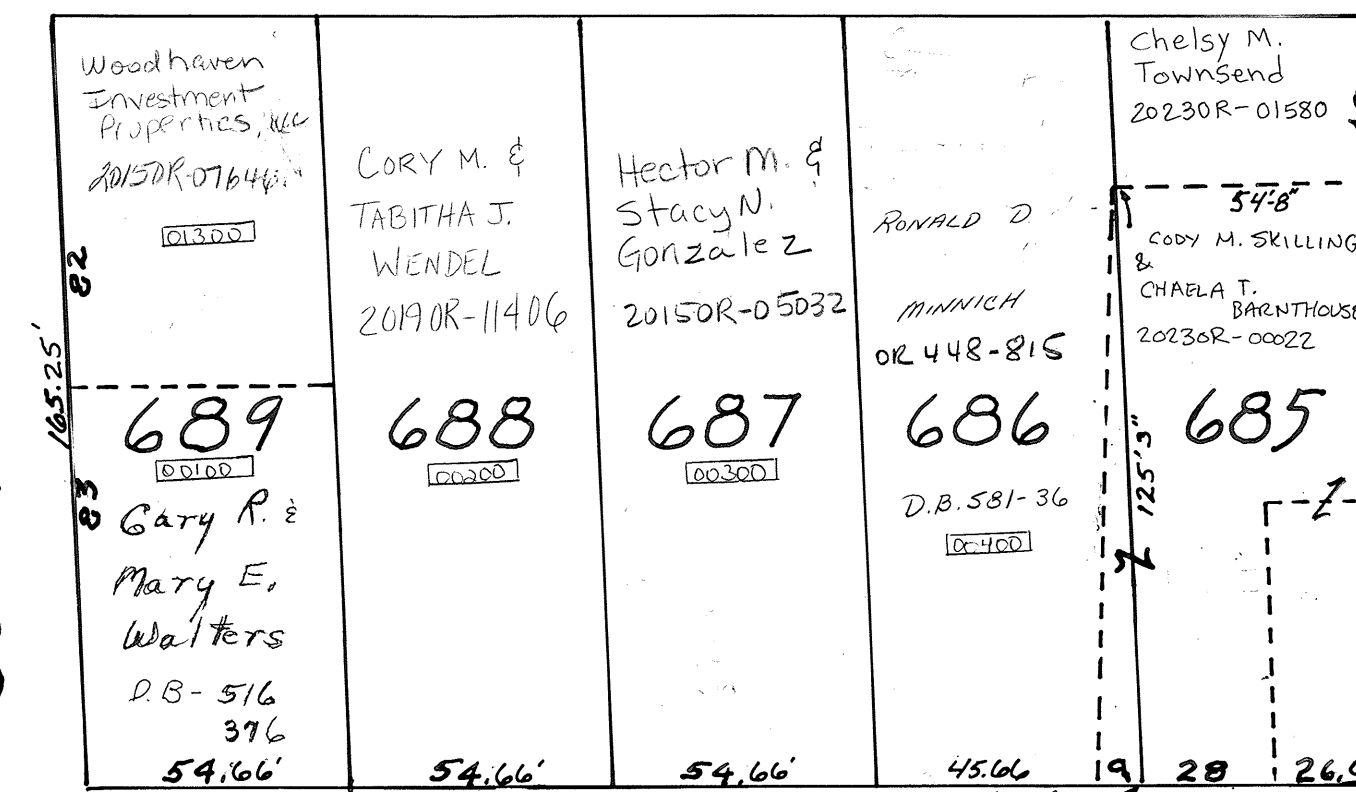 Woodhaven
Investment
Properties, LLC
2015OR-07646
01300
82
165.25'
689
00100
83
Gary R. &
Mary E.
Walters
D.B- 516
376
54.66'
CORY M. &
TABITHA J.
WENDEL
2019OR-11406
688
00200
54.66'
Hector M. &
Stacy N.
Gonzalez
2015OR-05032
687
00300
54.66'
RONALD D.
MINNICH
OR 448-815
686
D.B. 581-36
00400
45.66
9
Chelsy M.
Townsend
2023OR-01580
54'-8"
CODY M. SKILLING
&
CHAELA T.
BARNTHOUSE
2023OR-00022
685
125'3"
28